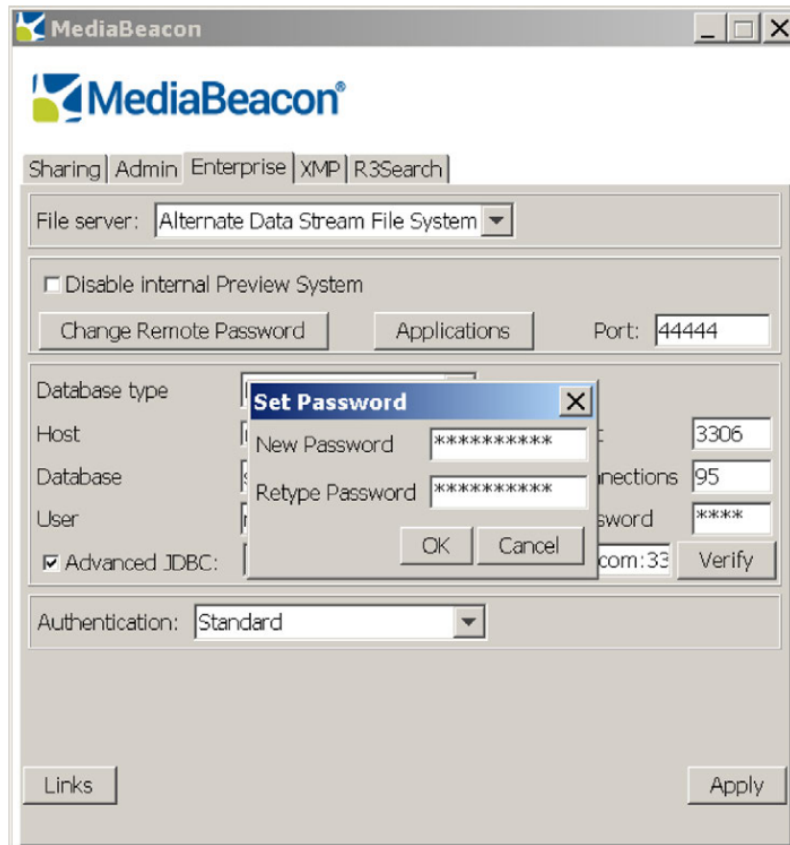 MediaBeacon
MediaBeacon®
Sharing Admin Enterprise XMP R3Search
File server: Alternate Data Stream File System
Disable internal Preview System
Change Remote Password Applications Port: 44444
Database type
Set Password
Host 3306
New Password **********
Database 95
Retype Password **********
User ****
OK Cancel
Advanced JDBC: com:33 Verify
Authentication: Standard
Links Apply